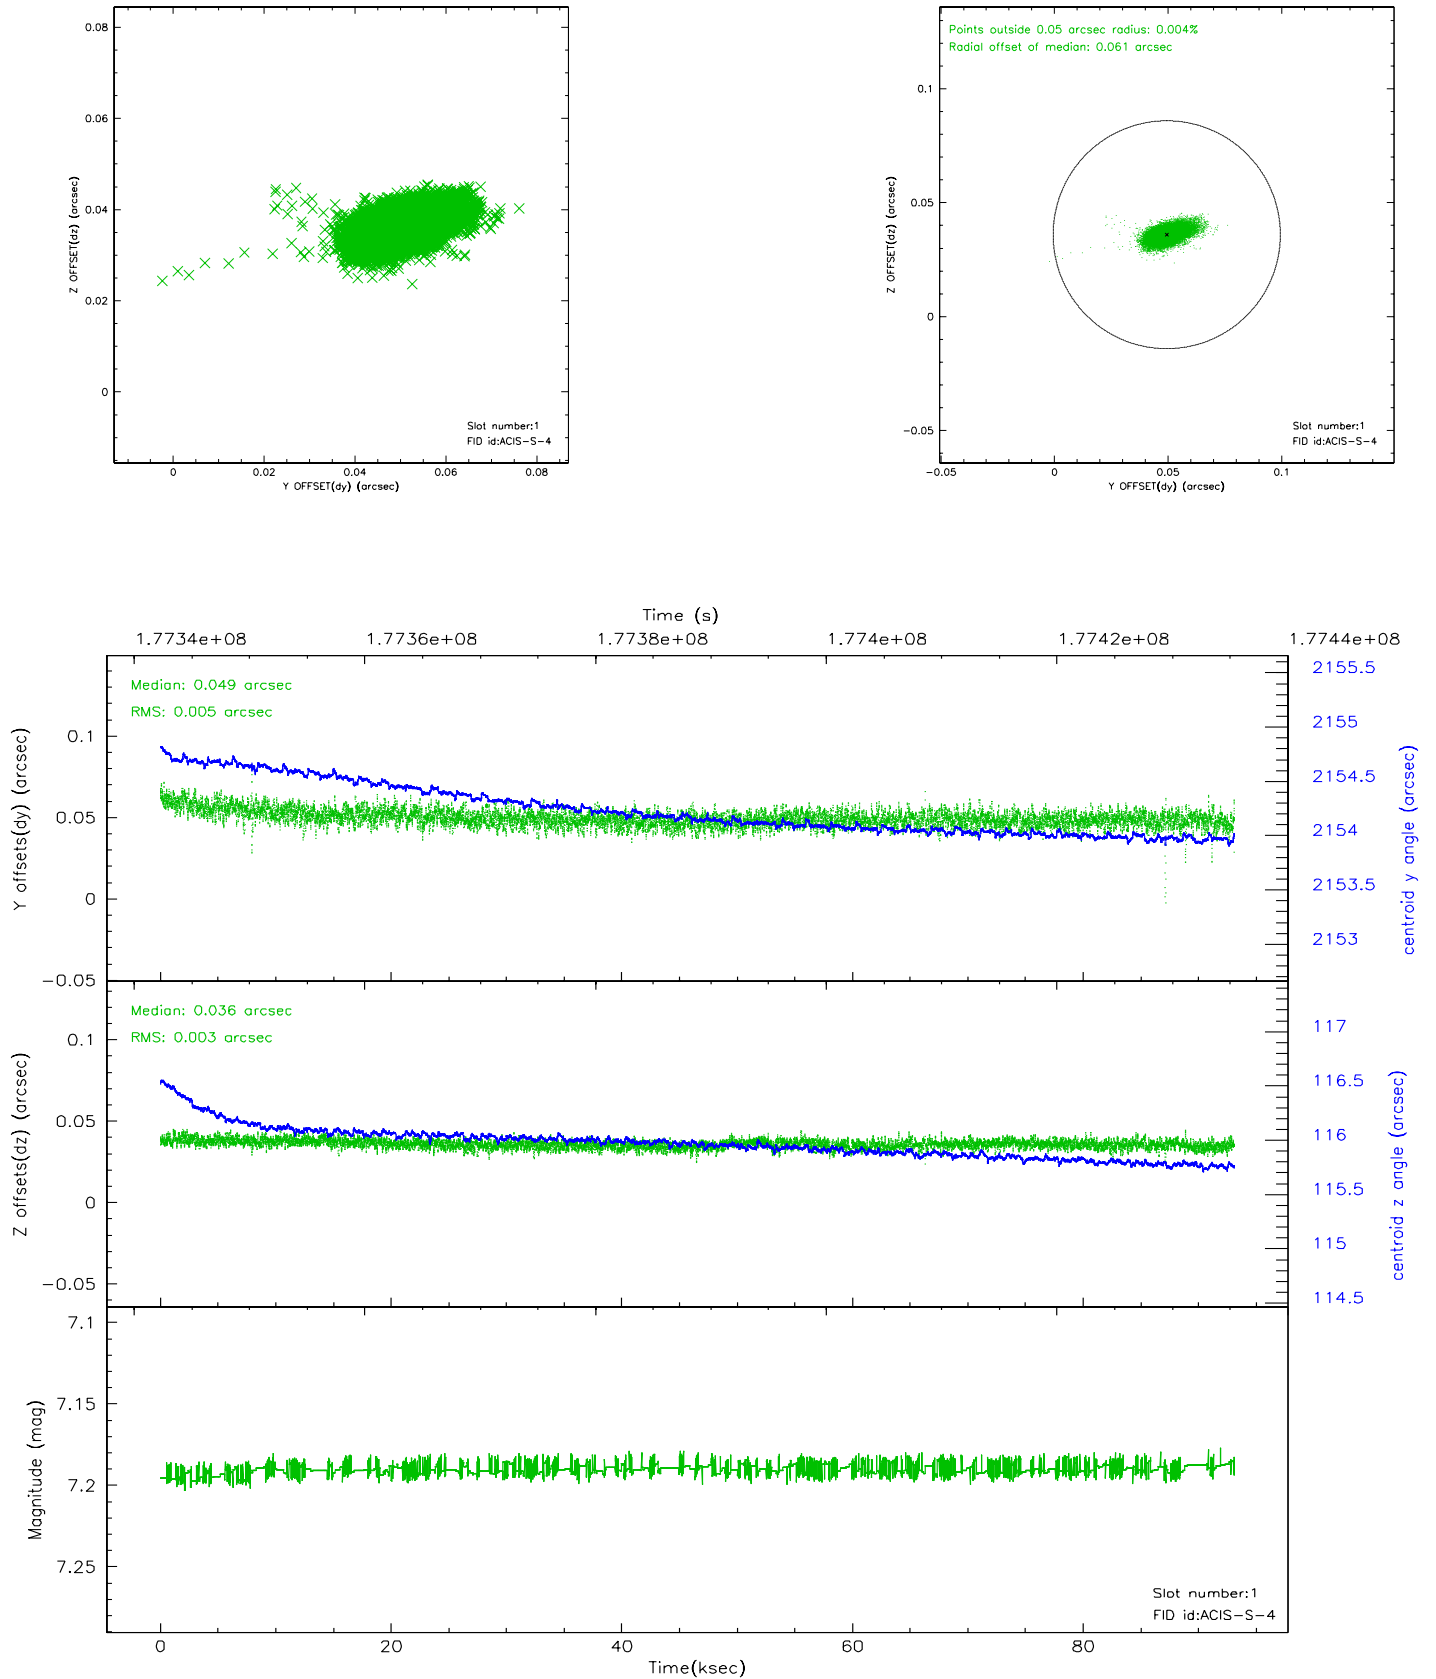 0.08
0.06
0.04
0.02
0
Z OFFSET(dz) (arcsec)
0
0.02
0.04
0.06
0.08
Y OFFSET(dy) (arcsec)
Slot number:1
FID id:ACIS-S-4
Points outside 0.05 arcsec radius: 0.004%
Radial offset of median: 0.061 arcsec
0.1
0.05
0
-0.05
Z OFFSET(dz) (arcsec)
-0.05
0
0.05
0.1
Y OFFSET(dy) (arcsec)
Slot number:1
FID id:ACIS-S-4
Time (s)
1.7734e+08
1.7736e+08
1.7738e+08
1.774e+08
1.7742e+08
1.7744e+08
Median: 0.049 arcsec
RMS: 0.005 arcsec
0.1
0.05
0
-0.05
Y offsets(dy) (arcsec)
2155.5
2155
2154.5
2154
2153.5
2153
centroid y angle (arcsec)
Median: 0.036 arcsec
RMS: 0.003 arcsec
0.1
0.05
0
-0.05
Z offsets(dz) (arcsec)
117
116.5
116
115.5
115
114.5
centroid z angle (arcsec)
7.1
7.15
7.2
7.25
Magnitude (mag)
Slot number:1
FID id:ACIS-S-4
0
20
40
60
80
Time(ksec)